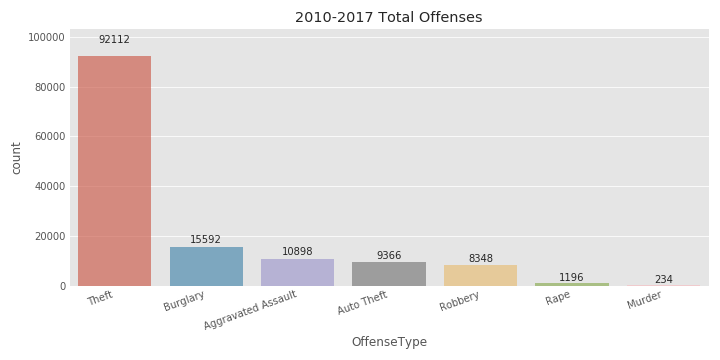 2010-2017 Total Offenses
100000
80000
60000
40000
20000
0
count
92112
15592
10898
9366
8348
1196
234
Theft
Burglary
Aggravated Assault
Auto Theft
Robbery
Rape
Murder
OffenseType